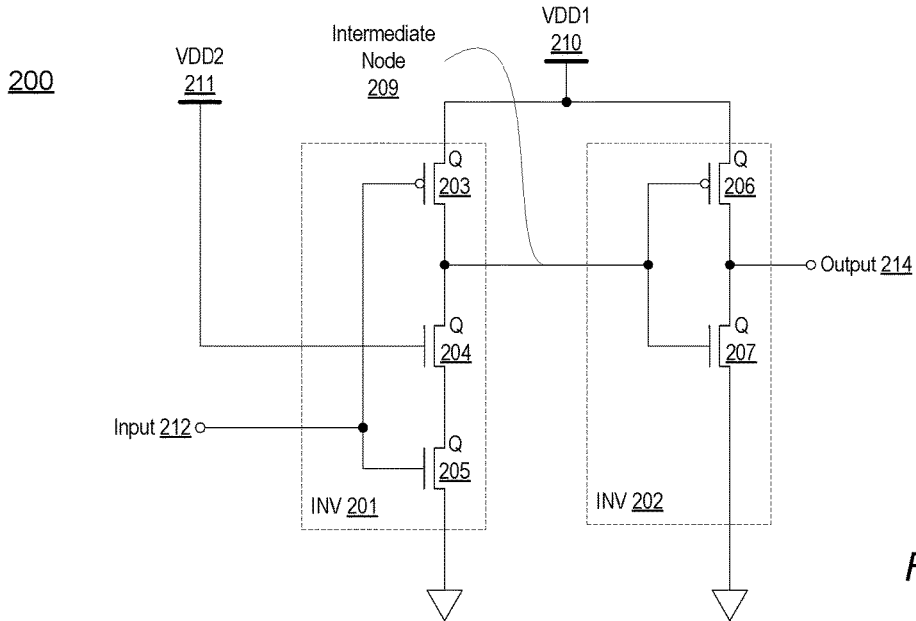 200
VDD2
211
Intermediate
Node
209
VDD1
210
Q
203
Q
206
Q
204
Q
207
Output 214
Input 212
Q
205
INV 201
INV 202
F